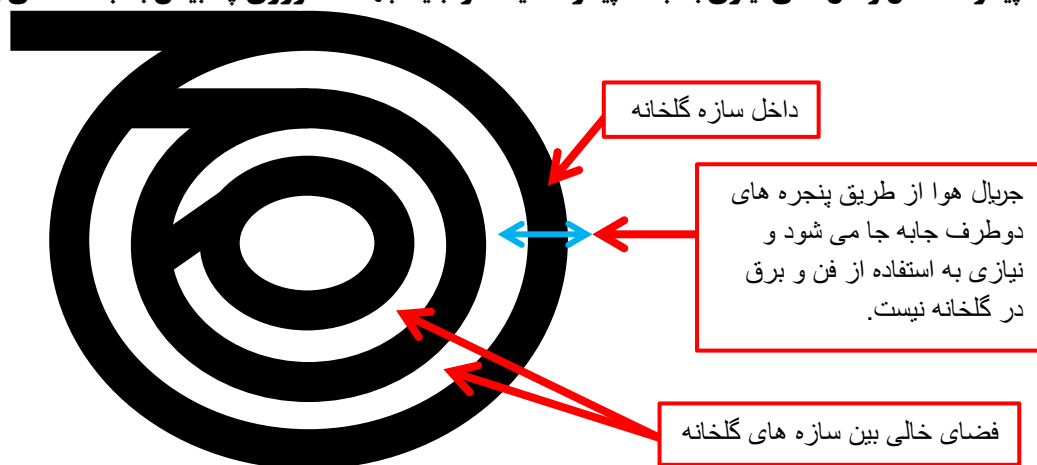 داخل سازه گلخانه
جریال هوا از طریق پنجره های
دوطرف جابه جا می شود و
نیازی به استفاده از فن و برق
در گلخانه نیست.
فضای خالی بین سازه های گلخانه